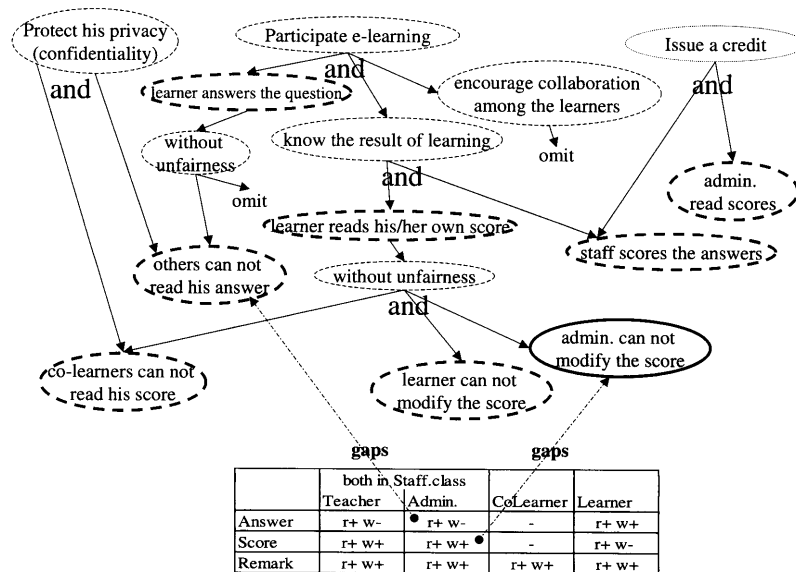 Protect his privacy
(confidentiality)
Participate e-learning
Issue a credit
and
and
and
learner answers the question
encourage collaboration
among the learners
without
unfairness
know the result of learning
omit
omit
and
admin.
read scores
learner reads his/her own score
staff scores the answers
others can not
read his answer
without unfairness
and
admin. can not
modify the score
co-learners can not
read his score
learner can not
modify the score
gaps
gaps
both in Staff.class
Teacher Admin. CoLearner Learner
Answer r+ w- r+ w- - r+ w+
Score r+ w+ r+ w+ - r+ w-
Remark r+ w+ r+ w+ r+ w+ r+ w+